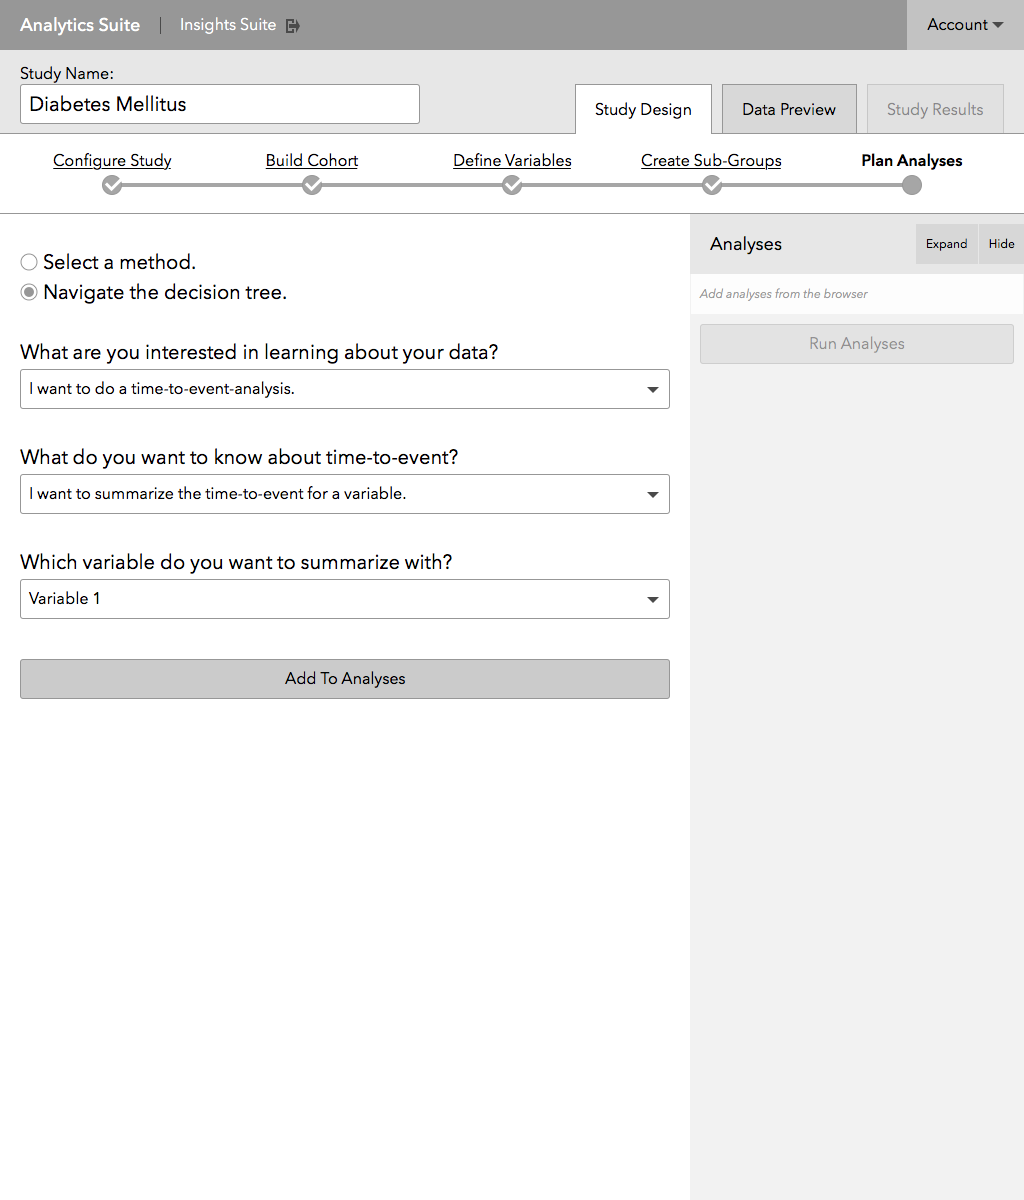 Analytics Suite | Insights Suite Account
Study Name:
Diabetes Mellitus
Study Design Data Preview Study Results
Configure Study Build Cohort Define Variables Create Sub-Groups Plan Analyses
Select a method.
Navigate the decision tree.
What are you interested in learning about your data?
I want to do a time-to-event-analysis.
What do you want to know about time-to-event?
I want to summarize the time-to-event for a variable.
Which variable do you want to summarize with?
Variable 1
Add To Analyses
Analyses Expand Hide
Add analyses from the browser
Run Analyses